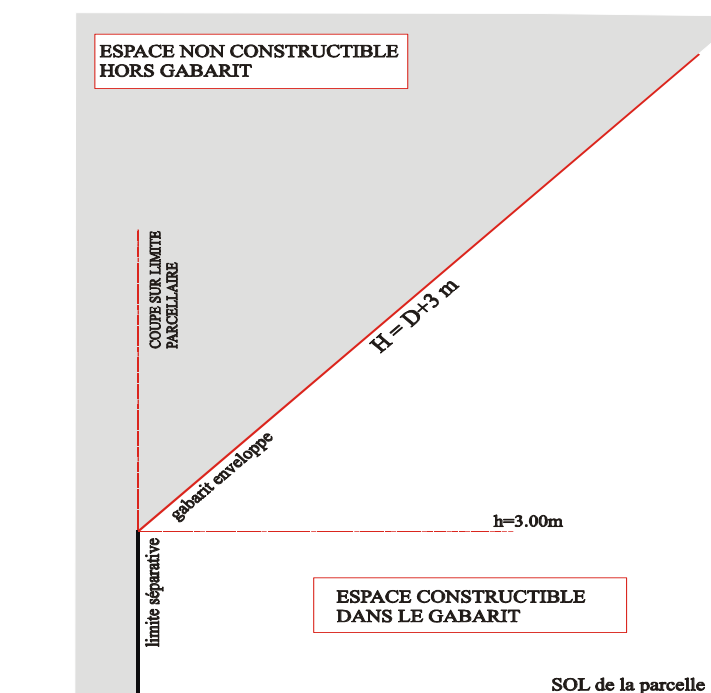 ESPACE NON CONSTRUCTIBLE
HORS GABARIT
COUPE SUR LIMITE
PARCELLAIRE
H = D+3 m
gabarit enveloppe
h=3.00m
limite séparative
ESPACE CONSTRUCTIBLE
DANS LE GABARIT
SOL de la parcelle